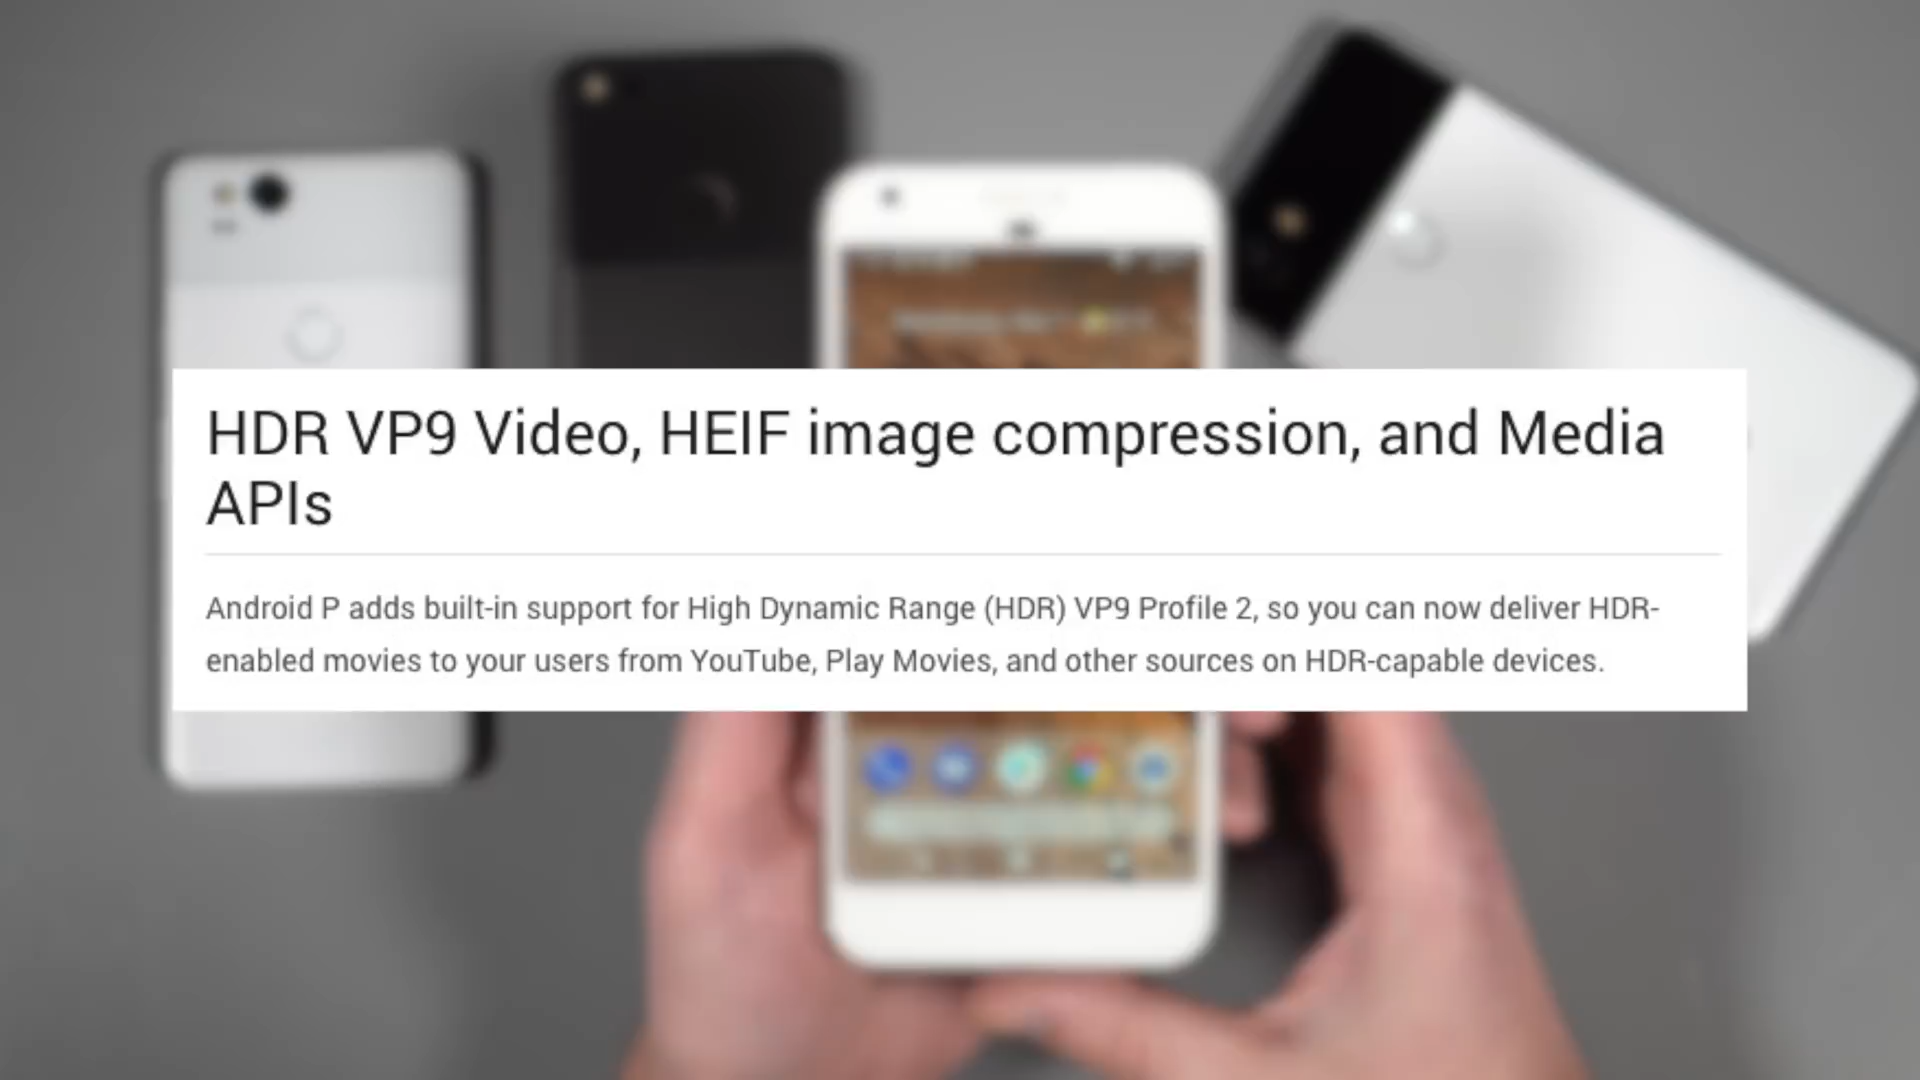 HDR VP9 Video, HEIF image compression, and Media
APIs
Android P adds built-in support for High Dynamic Range (HDR) VP9 Profile 2, so you can now deliver HDR-
enabled movies to your users from YouTube, Play Movies, and other sources on HDR-capable devices.